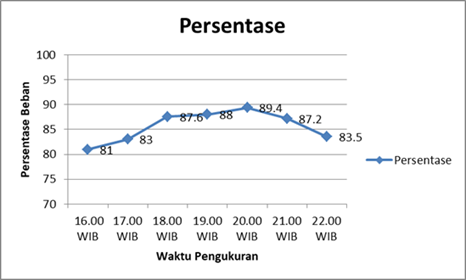 Persentase
100
95
90
85
80
75
70
Persentase Beban
81
83
87.6
88
89.4
87.2
83.5
16.00 17.00 18.00 19.00 20.00 21.00 22.00
WIB WIB WIB WIB WIB WIB WIB
Waktu Pengukuran
Persentase